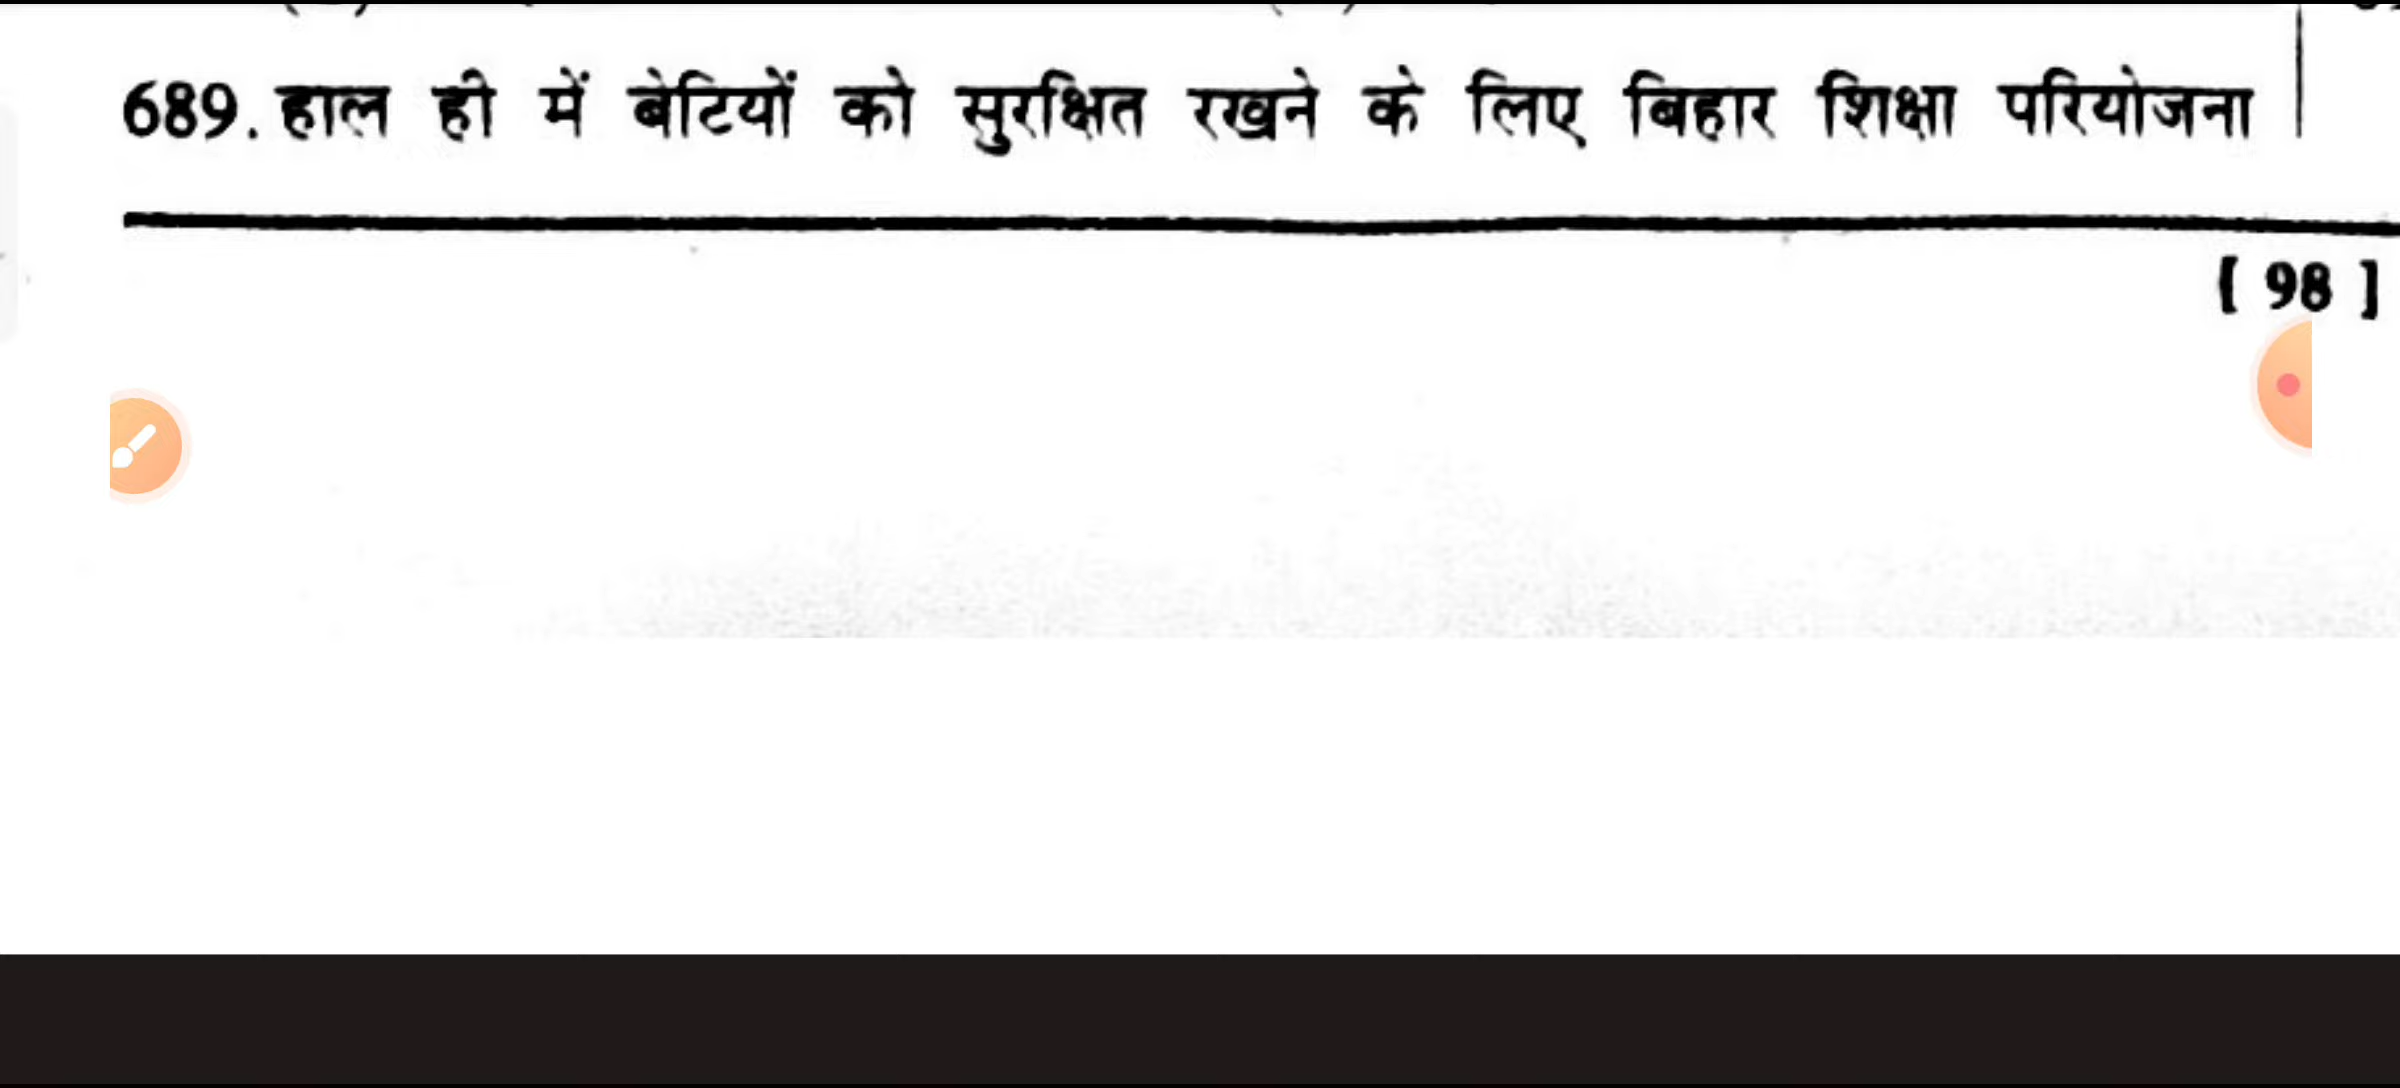 689. हाल ही में बेटियों को सुरक्षित रखने के लिए बिहार शिक्षा परियोजना
[ 98 ]